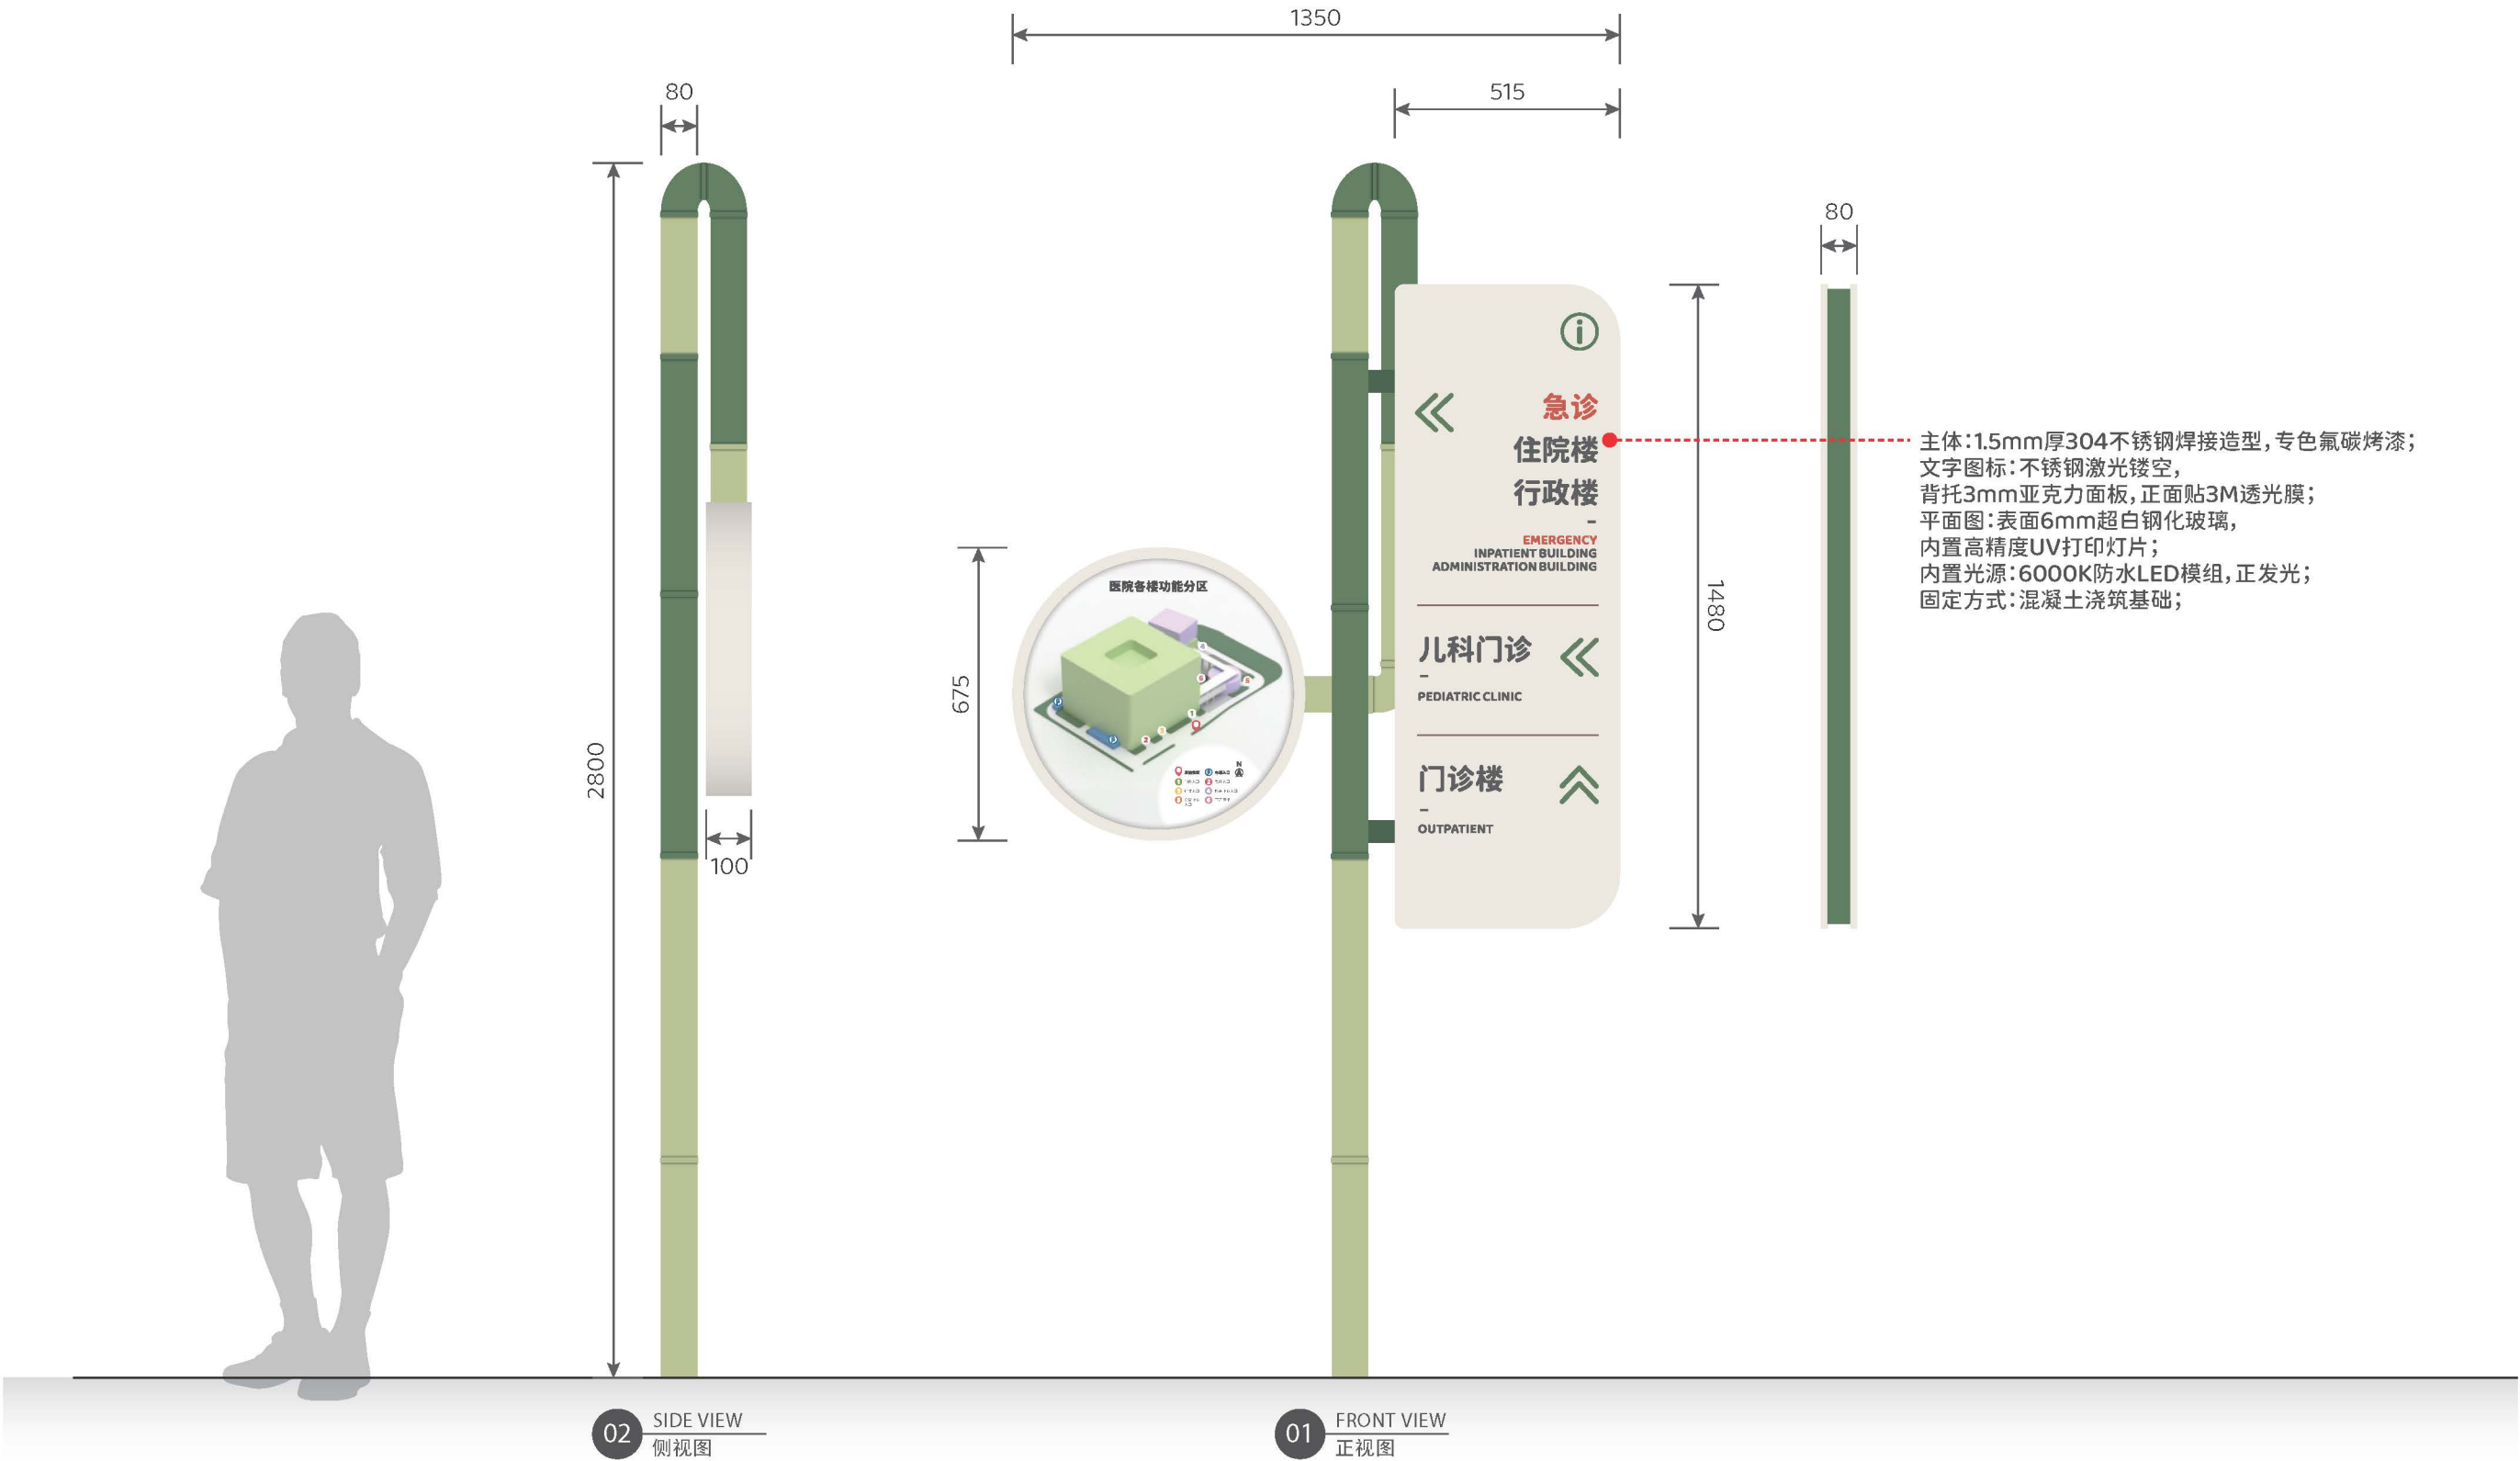 1350
80
515
80
急诊
住院楼
行政楼
-
EMERGENCY
INPATIENT BUILDING
ADMINISTRATION BUILDING
儿科门诊
-
PEDIATRIC CLINIC
门诊楼
-
OUTPATIENT
医院各楼功能分区
N
675
1480
2800
100
主体：1.5mm厚304不锈钢焊接造型，专色氟碳烤漆；
文字图标：不锈钢激光镂空，
背托3mm亚克力面板，正面贴3M透光膜；
平面图：表面6mm超白钢化玻璃，
内置高精度UV打印灯片；
内置光源：6000K防水LED模组，正发光；
固定方式：混凝土浇筑基础；
02
SIDE VIEW
侧视图
01
FRONT VIEW
正视图